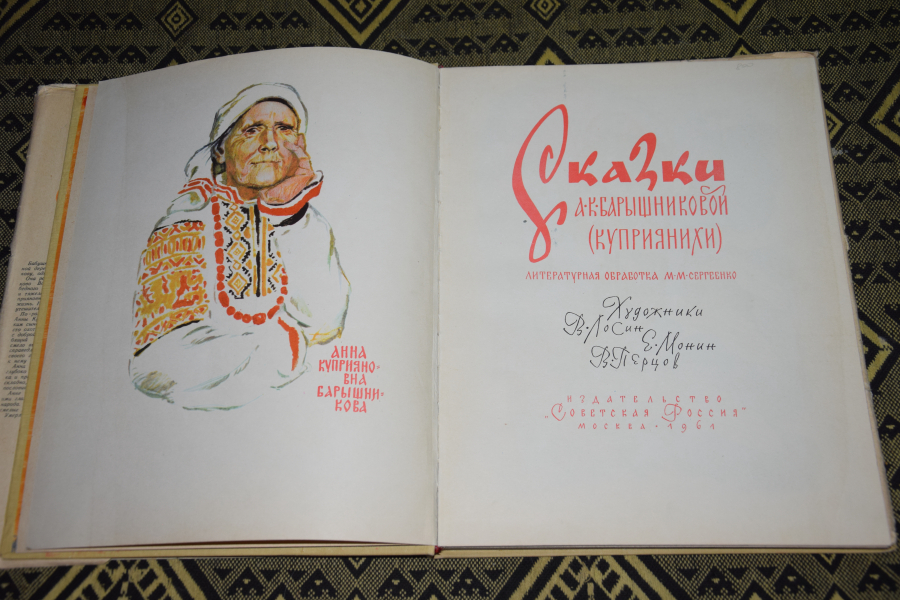 АННА
КУПРИЯНО-
ВНА
БАРЫШНИ-
КОВА
Сказки
А·К·БАРЫШНИКОВОЙ
(КУПРИЯНИХИ)
ЛИТЕРАТУРНАЯ ОБРАБОТКА М·М·СЕРГЕЕНКО
Художники
В·Лосин
Е·Монин
В·Перцов
ИЗДАТЕЛЬСТВО
„Советская Россия"
МОСКВА·1961